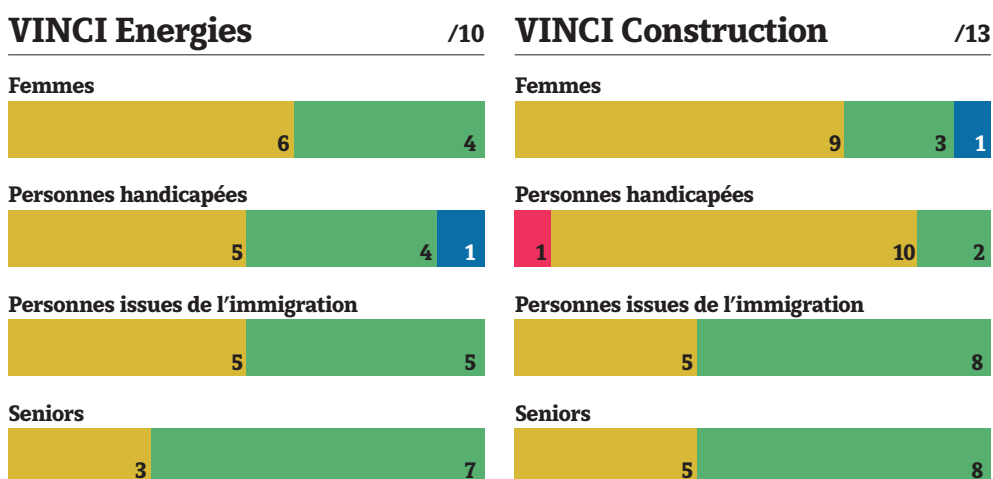 VINCI Energies /10
Femmes
6 4
Personnes handicapées
5 4 1
Personnes issues de l’immigration
5 5
Seniors
3 7
VINCI Construction /13
Femmes
9 3 1
Personnes handicapées
1 10 2
Personnes issues de l’immigration
5 8
Seniors
5 8